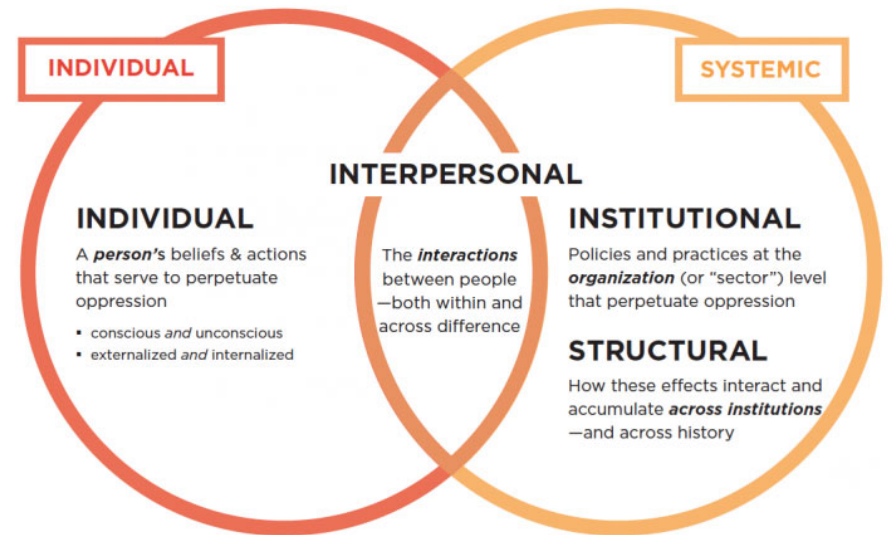 INDIVIDUAL
SYSTEMIC
INTERPERSONAL
INDIVIDUAL
A person's beliefs & actions
that serve to perpetuate
oppression
▪ conscious and unconscious
▪ externalized and internalized
The interactions
between people
—both within and
across difference
INSTITUTIONAL
Policies and practices at the
organization (or “sector”) level
that perpetuate oppression
STRUCTURAL
How these effects interact and
accumulate across institutions
—and across history